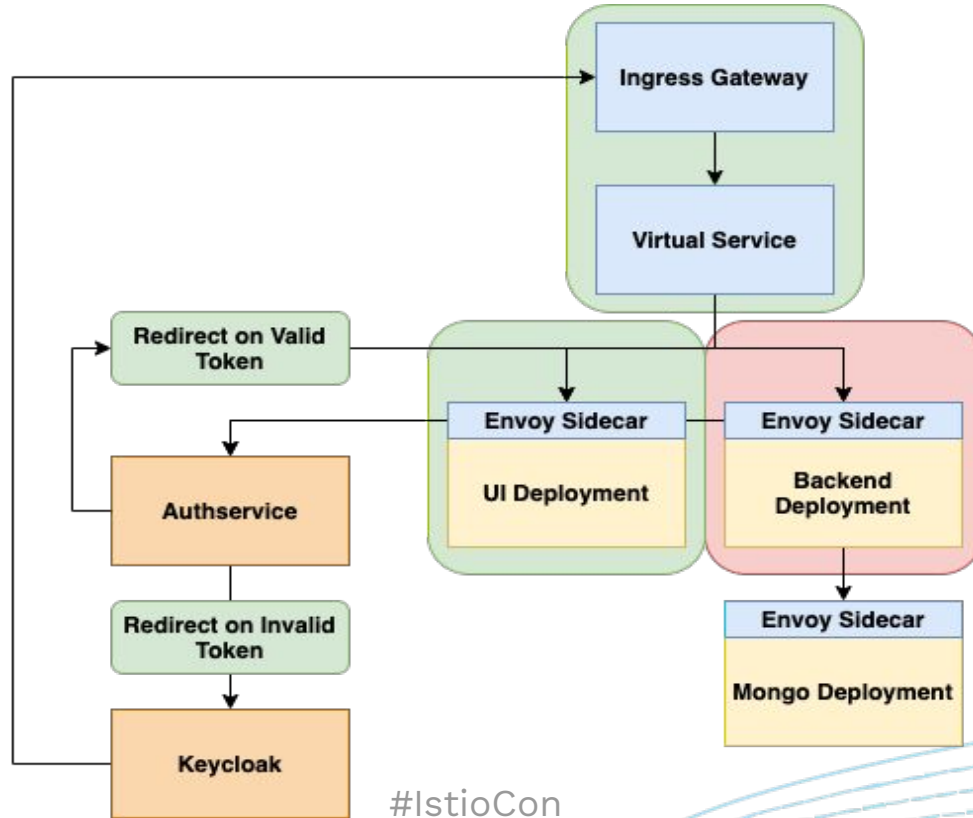 Ingress Gateway
Virtual Service
Redirect on Valid
Token
Envoy Sidecar
UI Deployment
Envoy Sidecar
Backend
Deployment
Authservice
Redirect on Invalid
Token
Envoy Sidecar
Mongo Deployment
Keycloak
#IstioCon